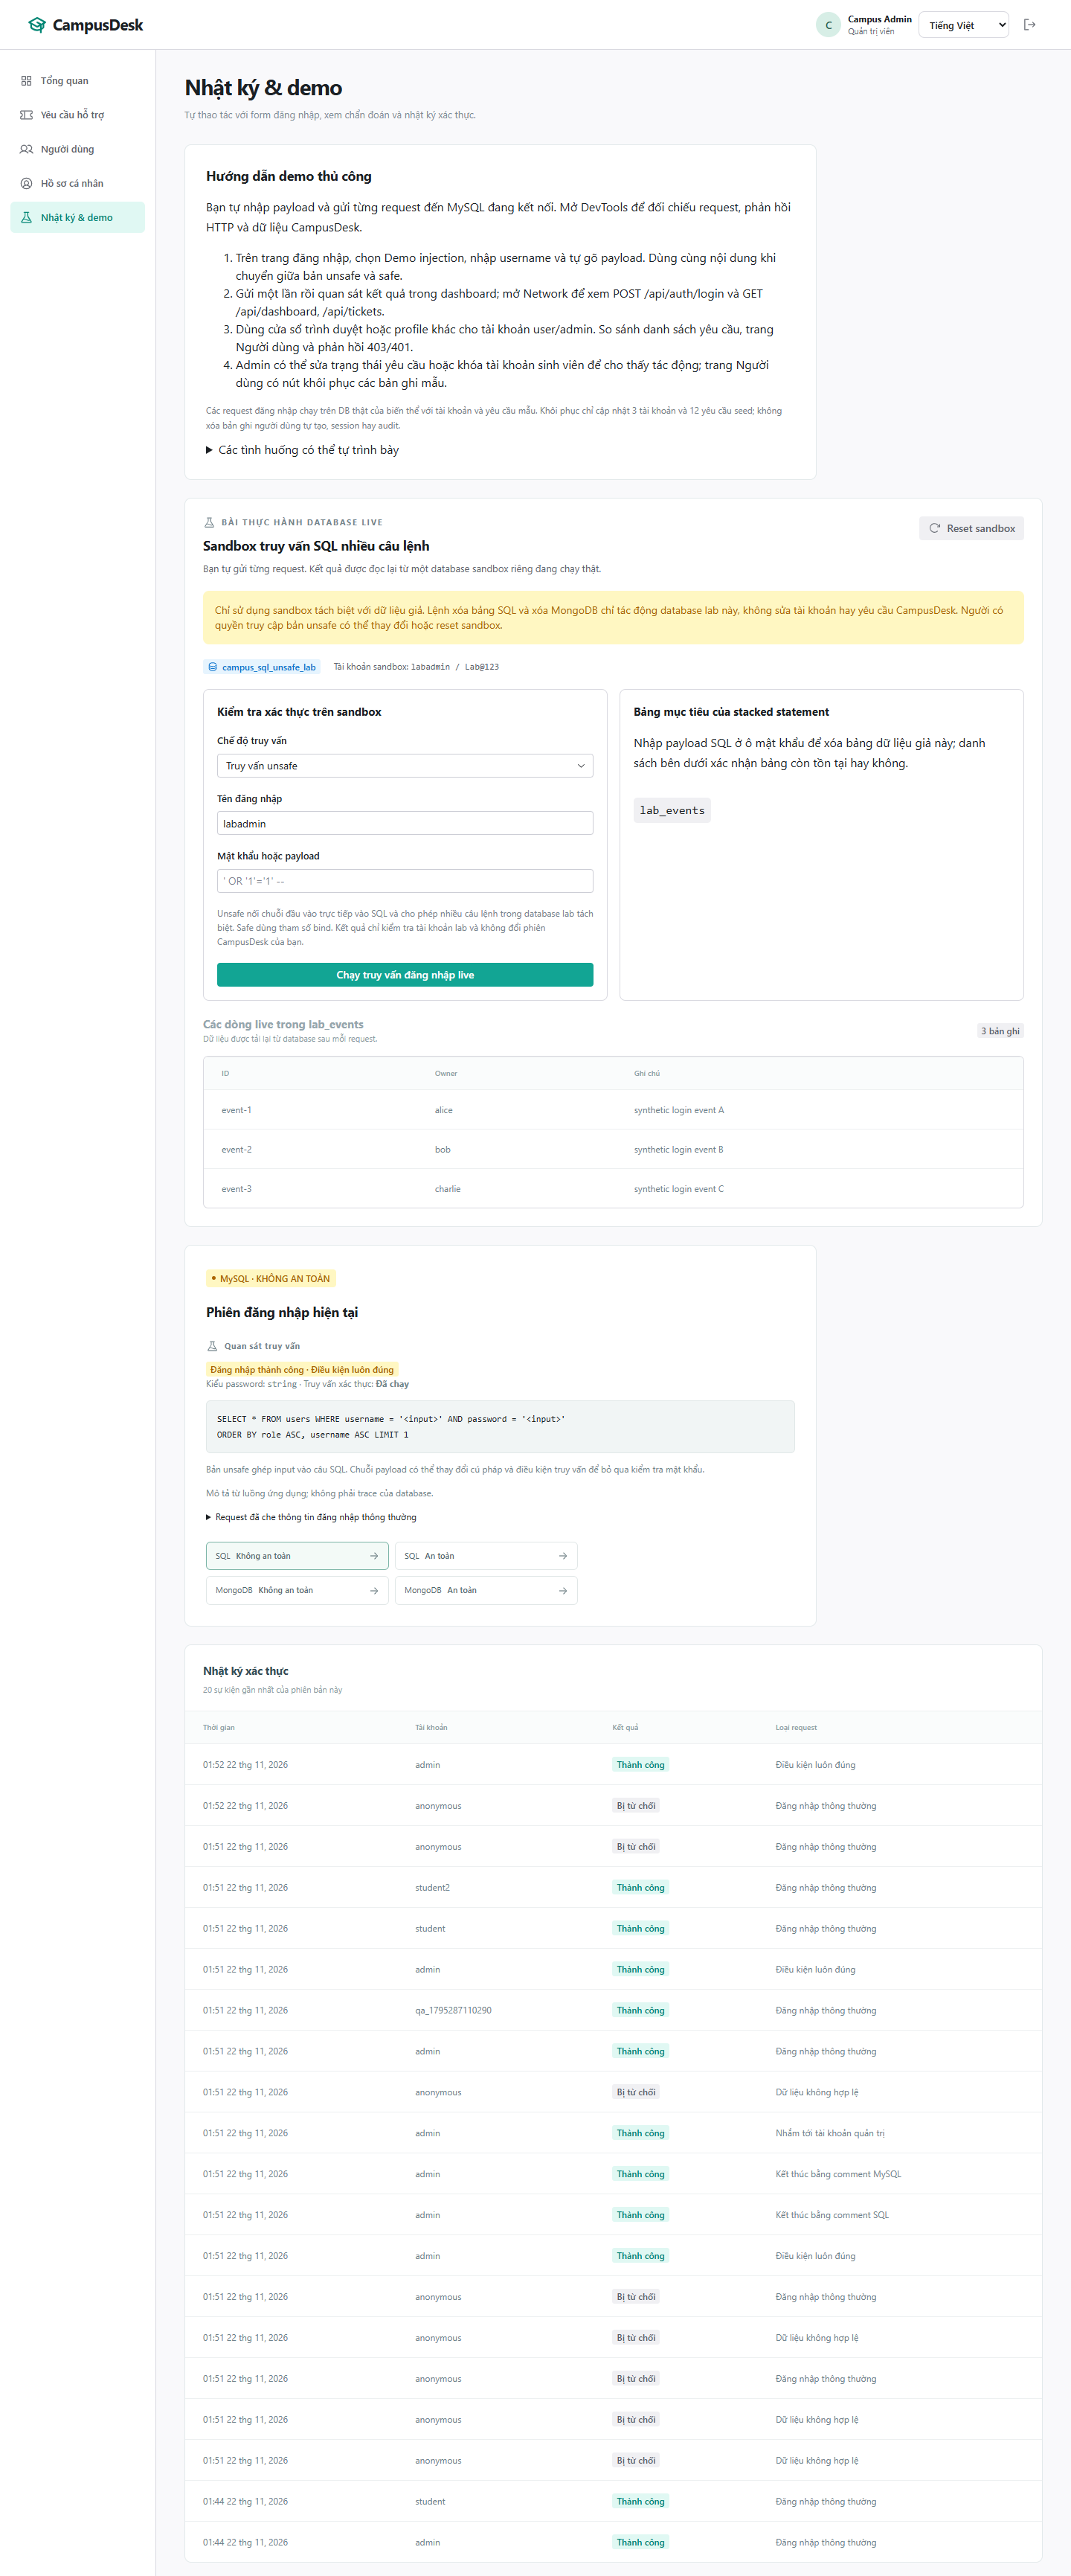 CampusDesk
C
Campus Admin
Quản trị viên
Tiếng Việt
Tổng quan
Yêu cầu hỗ trợ
Người dùng
Hồ sơ cá nhân
Nhật ký & demo
Nhật ký & demo
Tự thao tác với form đăng nhập, xem chẩn đoán và nhật ký xác thực.
Hướng dẫn demo thủ công
Bạn tự nhập payload và gửi từng request đến MySQL đang kết nối. Mở DevTools để đối chiếu request, phản hồi
HTTP và dữ liệu CampusDesk.
1. Trên trang đăng nhập, chọn Demo injection, nhập username và tự gõ payload. Dùng cùng nội dung khi
chuyển giữa bản unsafe và safe.
2. Gửi một lần rồi quan sát kết quả trong dashboard; mở Network để xem POST /api/auth/login và GET
/api/dashboard, /api/tickets.
3. Dùng cửa sổ trình duyệt hoặc profile khác cho tài khoản user/admin. So sánh danh sách yêu cầu, trang
Người dùng và phản hồi 403/401.
4. Admin có thể sửa trạng thái yêu cầu hoặc khóa tài khoản sinh viên để cho thấy tác động; trang Người
dùng có nút khôi phục các bản ghi mẫu.
Các request đăng nhập chạy trên DB thật của biến thể với tài khoản và yêu cầu mẫu. Khôi phục chỉ cập nhật 3 tài khoản và 12 yêu cầu seed; không
xóa bản ghi người dùng tự tạo, session hay audit.
Các tình huống có thể tự trình bày
BÀI THỰC HÀNH DATABASE LIVE
Reset sandbox
Sandbox truy vấn SQL nhiều câu lệnh
Bạn tự gửi từng request. Kết quả được đọc lại từ một database sandbox riêng đang chạy thật.
Chỉ sử dụng sandbox tách biệt với dữ liệu giả. Lệnh xóa bảng SQL và xóa MongoDB chỉ tác động database lab này, không sửa tài khoản hay yêu cầu CampusDesk. Người có
quyền truy cập bản unsafe có thể thay đổi hoặc reset sandbox.
campus_sql_unsafe_lab
Tài khoản sandbox: labadmin / Lab@123
Kiểm tra xác thực trên sandbox
Chế độ truy vấn
Truy vấn unsafe
Tên đăng nhập
labadmin
Mật khẩu hoặc payload
' OR '1'='1' --
Unsafe nối chuỗi đầu vào trực tiếp vào SQL và cho phép nhiều câu lệnh trong database lab tách
biệt. Safe dùng tham số bind. Kết quả chỉ kiểm tra tài khoản lab và không đổi phiên
CampusDesk của bạn.
Chạy truy vấn đăng nhập live
Bảng mục tiêu của stacked statement
Nhập payload SQL ở ô mật khẩu để xóa bảng dữ liệu giả này; danh
sách bên dưới xác nhận bảng còn tồn tại hay không.
lab_events
Các dòng live trong lab_events
Dữ liệu được tải lại từ database sau mỗi request.
3 bản ghi
ID Owner Ghi chú
event-1 alice synthetic login event A
event-2 bob synthetic login event B
event-3 charlie synthetic login event C
MySQL · KHÔNG AN TOÀN
Phiên đăng nhập hiện tại
Quan sát truy vấn
Đăng nhập thành công · Điều kiện luôn đúng
Kiểu password: string · Truy vấn xác thực: Đã chạy
SELECT * FROM users WHERE username = '<input>' AND password = '<input>'
ORDER BY role ASC, username ASC LIMIT 1
Bản unsafe ghép input vào câu SQL. Chuỗi payload có thể thay đổi cú pháp và điều kiện truy vấn để bỏ qua kiểm tra mật khẩu.
Mô tả từ luồng ứng dụng; không phải trace của database.
Request đã che thông tin đăng nhập thông thường
SQL Không an toàn
SQL An toàn
MongoDB Không an toàn
MongoDB An toàn
Nhật ký xác thực
20 sự kiện gần nhất của phiên bản này
Thời gian Tài khoản Kết quả Loại request
01:52 22 thg 11, 2026 admin Thành công Điều kiện luôn đúng
01:52 22 thg 11, 2026 anonymous Bị từ chối Đăng nhập thông thường
01:51 22 thg 11, 2026 anonymous Bị từ chối Đăng nhập thông thường
01:51 22 thg 11, 2026 student2 Thành công Đăng nhập thông thường
01:51 22 thg 11, 2026 student Thành công Đăng nhập thông thường
01:51 22 thg 11, 2026 admin Thành công Điều kiện luôn đúng
01:51 22 thg 11, 2026 qa_1795287110290 Thành công Đăng nhập thông thường
01:51 22 thg 11, 2026 admin Thành công Đăng nhập thông thường
01:51 22 thg 11, 2026 anonymous Bị từ chối Dữ liệu không hợp lệ
01:51 22 thg 11, 2026 admin Thành công Nhắm tới tài khoản quản trị
01:51 22 thg 11, 2026 admin Thành công Kết thúc bằng comment MySQL
01:51 22 thg 11, 2026 admin Thành công Kết thúc bằng comment SQL
01:51 22 thg 11, 2026 admin Thành công Điều kiện luôn đúng
01:51 22 thg 11, 2026 anonymous Bị từ chối Đăng nhập thông thường
01:51 22 thg 11, 2026 anonymous Bị từ chối Dữ liệu không hợp lệ
01:51 22 thg 11, 2026 anonymous Bị từ chối Đăng nhập thông thường
01:51 22 thg 11, 2026 anonymous Bị từ chối Dữ liệu không hợp lệ
01:51 22 thg 11, 2026 anonymous Bị từ chối Dữ liệu không hợp lệ
01:44 22 thg 11, 2026 student Thành công Đăng nhập thông thường
01:44 22 thg 11, 2026 admin Thành công Đăng nhập thông thường